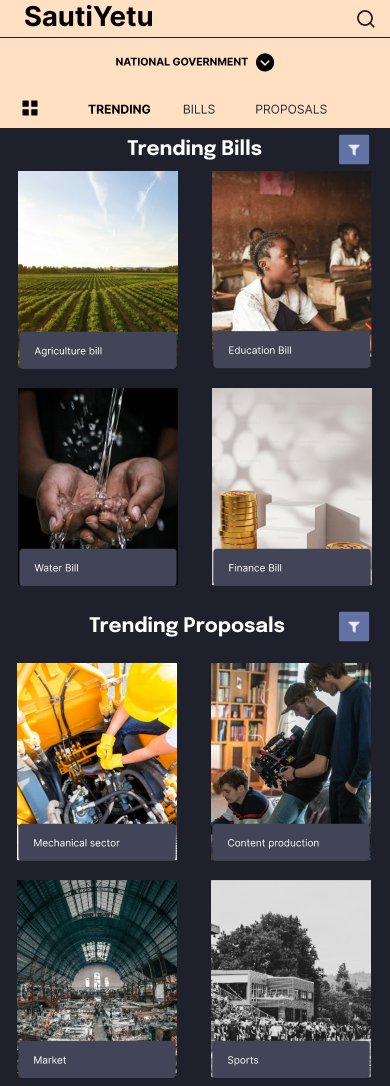 SautiYetu
NATIONAL GOVERNMENT
TRENDING BILLS PROPOSALS
Trending Bills
Agriculture bill
Education Bill
Water Bill
Finance Bill
Trending Proposals
Mechanical sector
Content production
Market
Sports